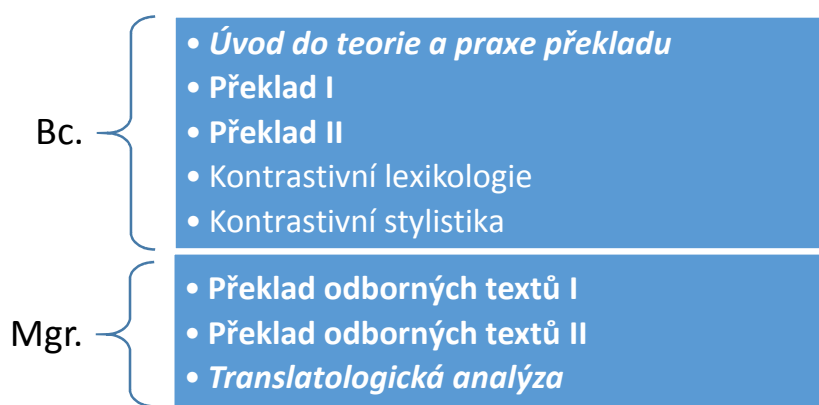 Bc.
• Úvod do teorie a praxe překladu
• Překlad I
• Překlad II
• Kontrastivní lexikologie
• Kontrastivní stylistika
Mgr.
• Překlad odborných textů I
• Překlad odborných textů II
• Translatologická analýza